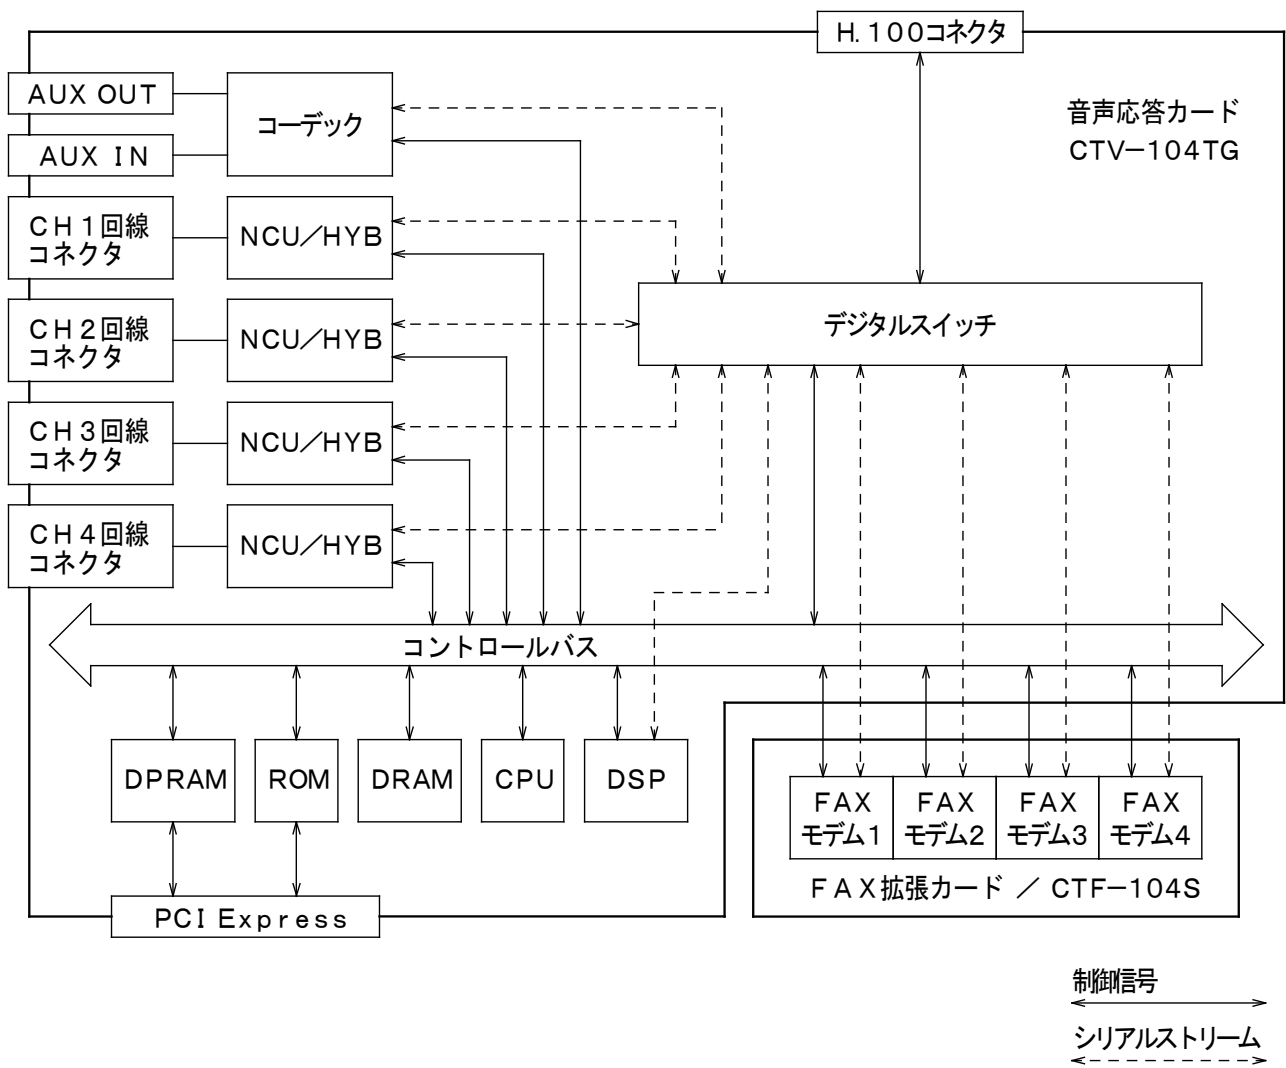 H.100コネクタ
AUX OUT
コーデック
音声応答カード
CTV-104TG
AUX IN
CH1回線
コネクタ
NCU/HYB
CH2回線
コネクタ
NCU/HYB
デジタルスイッチ
CH3回線
コネクタ
NCU/HYB
CH4回線
コネクタ
NCU/HYB
コントロールバス
DPRAM
ROM
DRAM
CPU
DSP
FAX
モデム1
FAX
モデム2
FAX
モデム3
FAX
モデム4
FAX拡張カード / CTF-104S
PCI Express
制御信号
シリアルストリーム